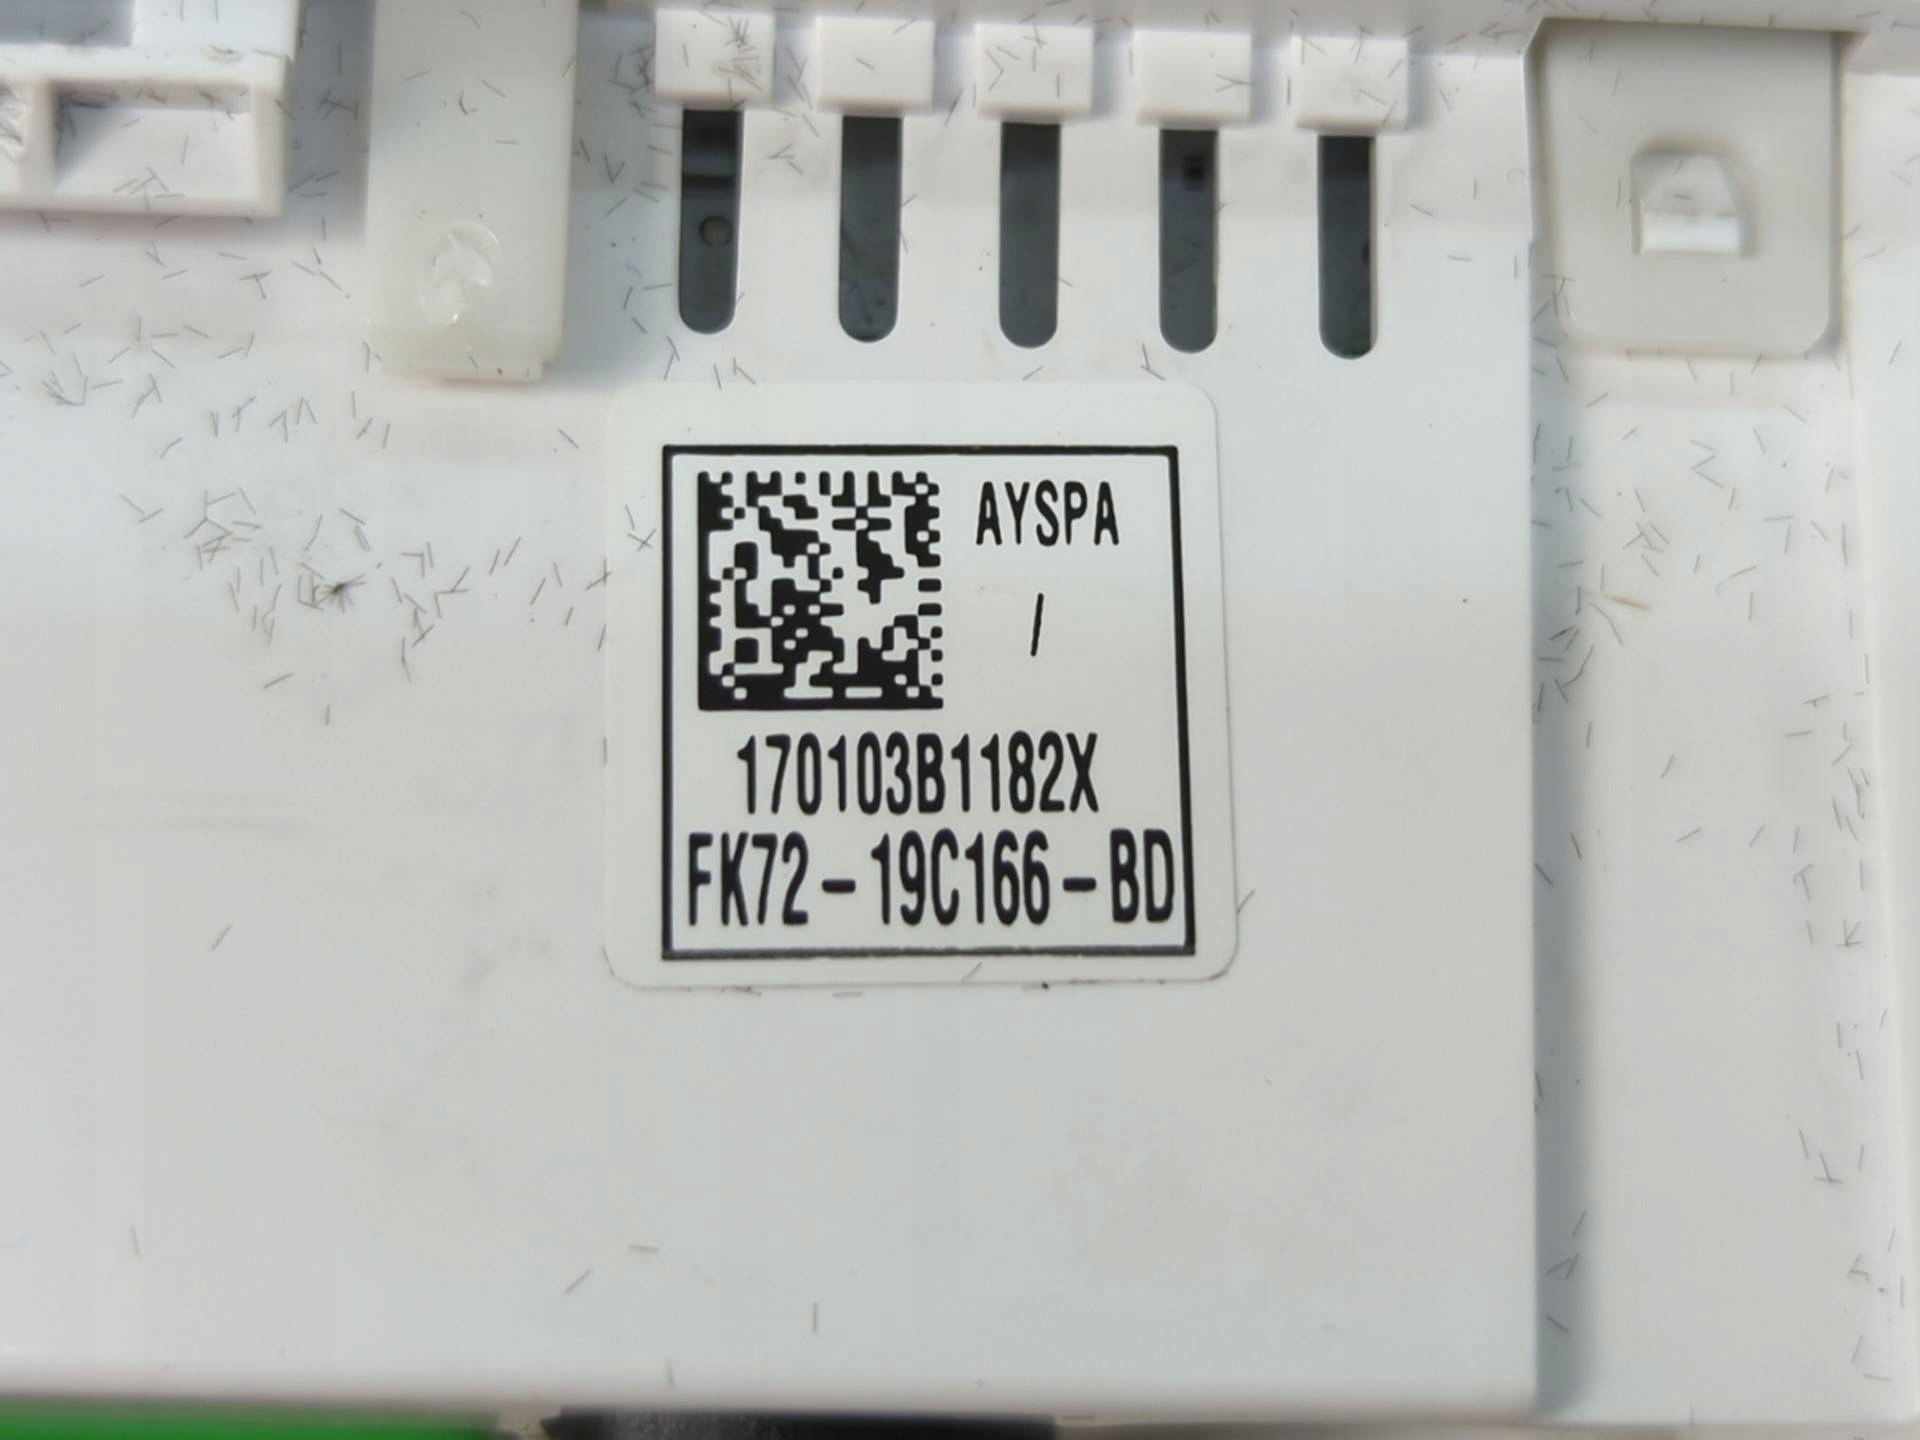 AYSPA
/
170103B1182X
FK72-19C166-BD